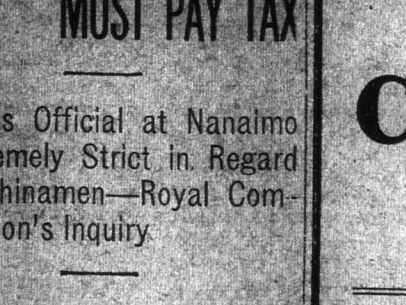 MUST PAY TAX
s Official at Nanaimo
emely Strict in Regard
hinamen—Royal Com-
on's Inquiry
C